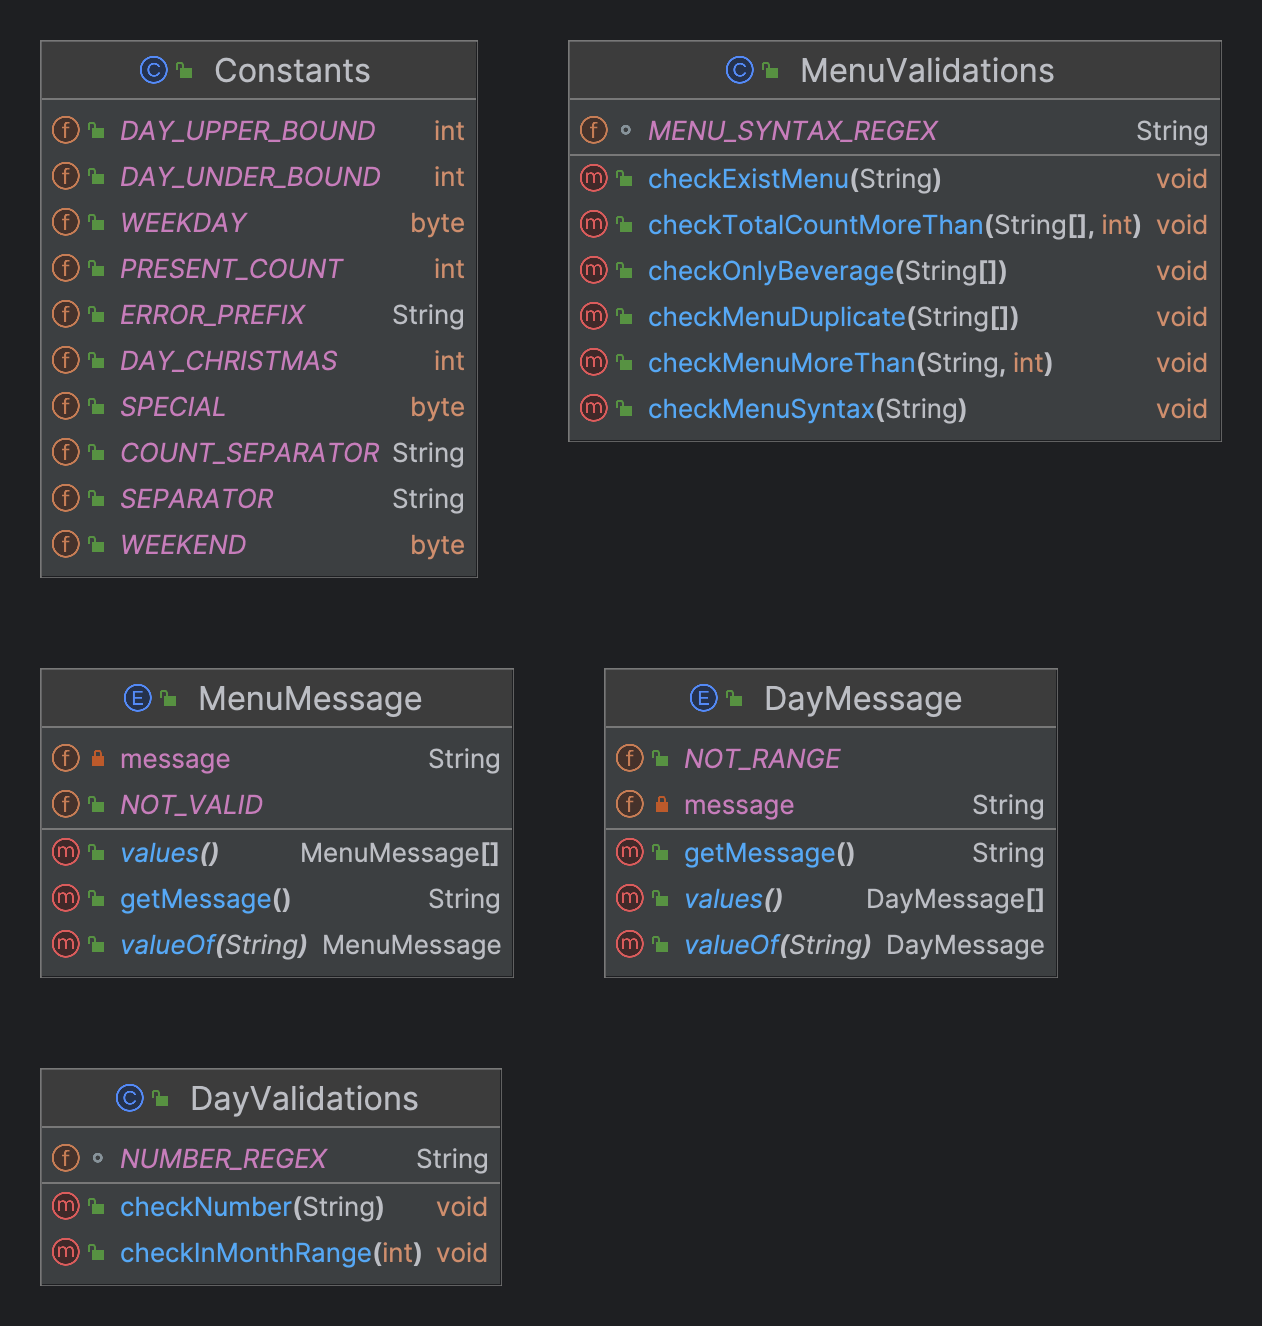 Constants
DAY_UPPER_BOUND int
DAY_UNDER_BOUND int
WEEKDAY byte
PRESENT_COUNT int
ERROR_PREFIX String
DAY_CHRISTMAS int
SPECIAL byte
COUNT_SEPARATOR String
SEPARATOR String
WEEKEND byte
MenuValidations
MENU_SYNTAX_REGEX String
checkExistMenu(String) void
checkTotalCountMoreThan(String[], int) void
checkOnlyBeverage(String[]) void
checkMenuDuplicate(String[]) void
checkMenuMoreThan(String, int) void
checkMenuSyntax(String) void
MenuMessage
message String
NOT_VALID
values() MenuMessage[]
getMessage() String
valueOf(String) MenuMessage
DayMessage
NOT_RANGE
message String
getMessage() String
values() DayMessage[]
valueOf(String) DayMessage
DayValidations
NUMBER_REGEX String
checkNumber(String) void
checkInMonthRange(int) void